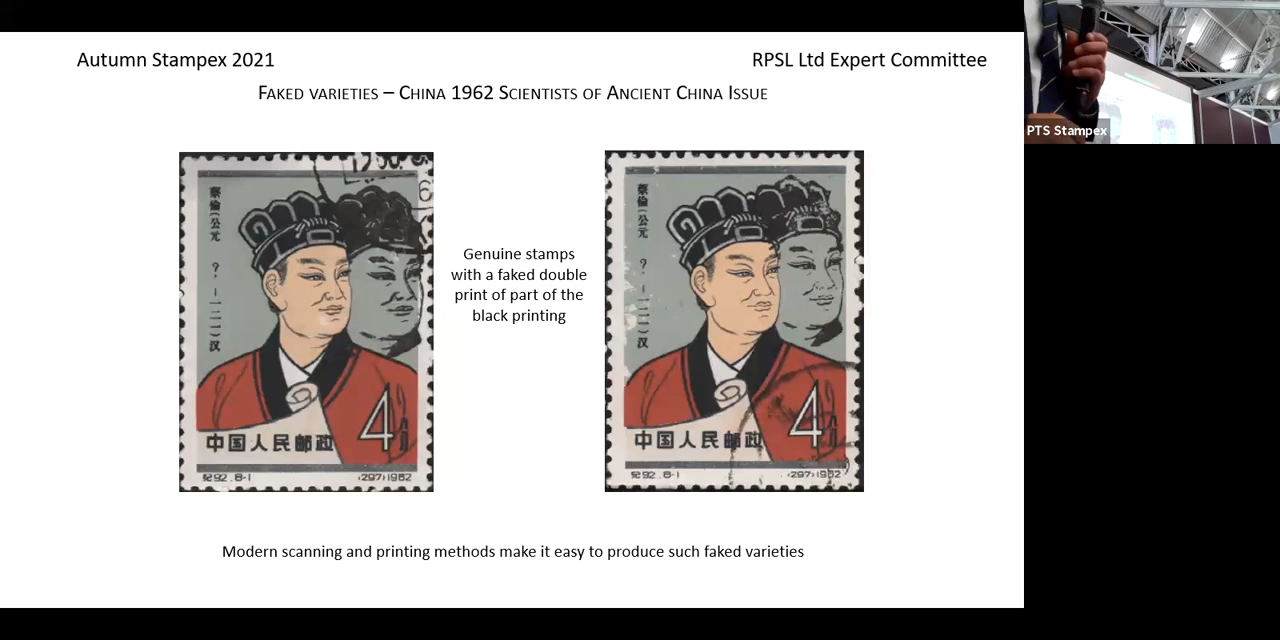 Autumn Stampex 2021
RPSL Ltd Expert Committee
FAKED VARIETIES – CHINA 1962 SCIENTISTS OF ANCIENT CHINA ISSUE
PTS Stampex
蔡倫(公元 ?-一二一)汉
6
4
中国人民邮政
纪92.8-1
(297)1962
Genuine stamps
with a faked double
print of part of the
black printing
蔡倫(公元 ?-一二一)汉
4
中国人民邮政
纪92.8-1
(297)1962
Modern scanning and printing methods make it easy to produce such faked varieties